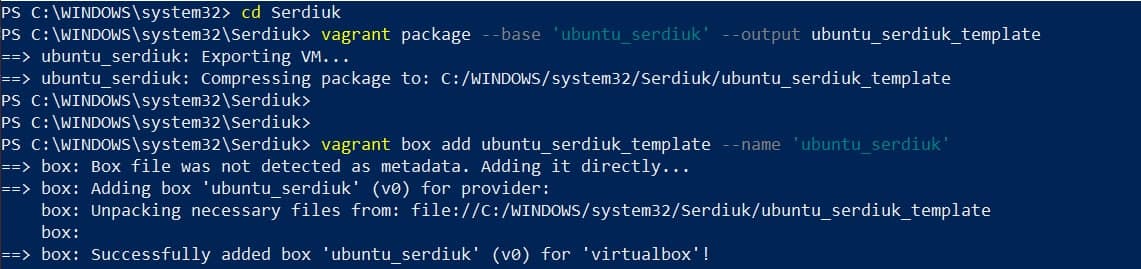 PS C:\WINDOWS\system32> cd Serdiuk
PS C:\WINDOWS\system32\Serdiuk> vagrant package --base 'ubuntu_serdiuk' --output ubuntu_serdiuk_template
==> ubuntu_serdiuk: Exporting VM...
==> ubuntu_serdiuk: Compressing package to: C:/WINDOWS/system32/Serdiuk/ubuntu_serdiuk_template
PS C:\WINDOWS\system32\Serdiuk>
PS C:\WINDOWS\system32\Serdiuk>
PS C:\WINDOWS\system32\Serdiuk> vagrant box add ubuntu_serdiuk_template --name 'ubuntu_serdiuk'
==> box: Box file was not detected as metadata. Adding it directly...
==> box: Adding box 'ubuntu_serdiuk' (v0) for provider:
    box: Unpacking necessary files from: file://C:/WINDOWS/system32/Serdiuk/ubuntu_serdiuk_template
    box:
==> box: Successfully added box 'ubuntu_serdiuk' (v0) for 'virtualbox'!